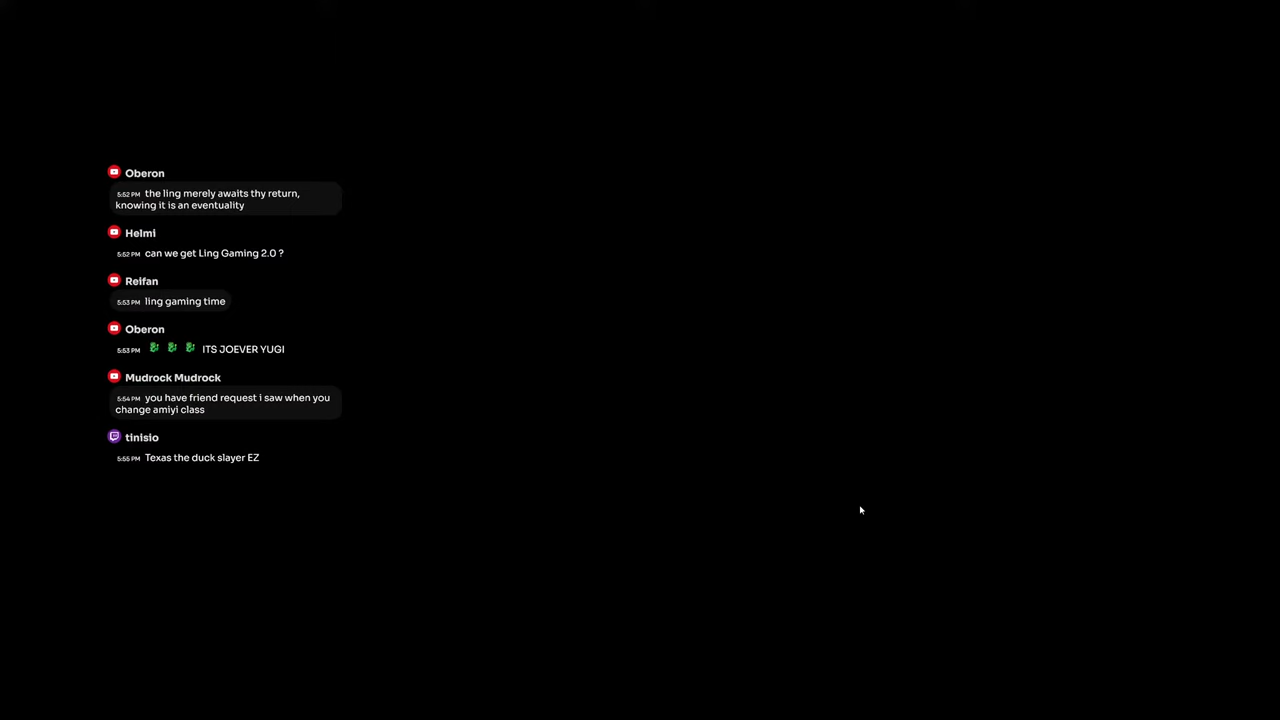 Oberon
5:52 PM the ling merely awaits thy return,
knowing it is an eventuality
Helmi
5:52 PM can we get Ling Gaming 2.0 ?
Reifan
5:53 PM ling gaming time
Oberon
5:53 PM 🐉 🐉 🐉 ITS JOEVER YUGI
Mudrock Mudrock
5:54 PM you have friend request i saw when you
change amiyi class
tinisio
5:55 PM Texas the duck slayer EZ